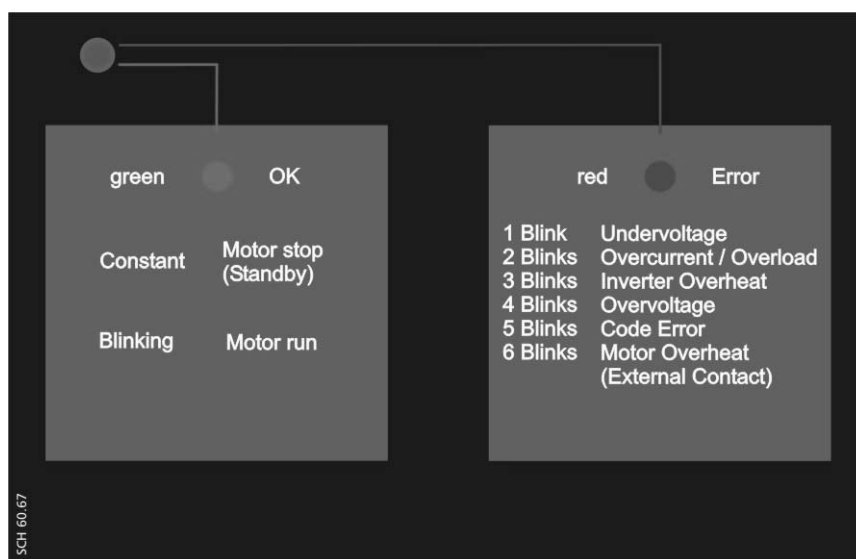 green OK
Constant Motor stop
(Standby)
Blinking Motor run
red Error
1 Blink Undervoltage
2 Blinks Overcurrent / Overload
3 Blinks Inverter Overheat
4 Blinks Overvoltage
5 Blinks Code Error
6 Blinks Motor Overheat
(External Contact)
SCH 60.67